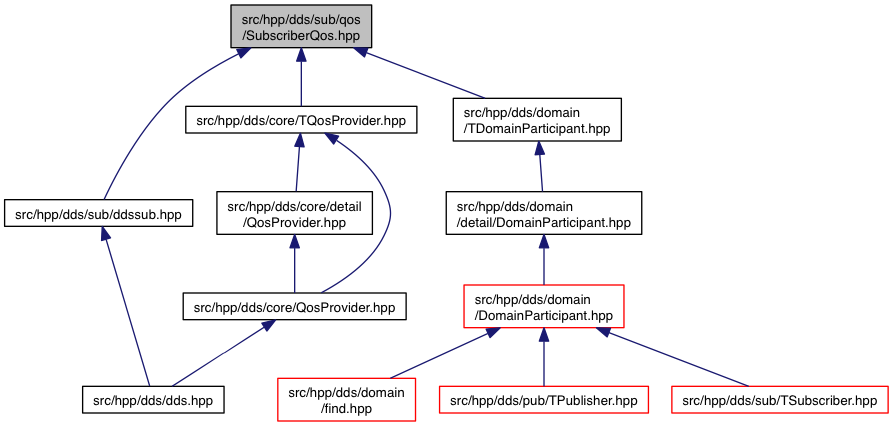 src/hpp/dds/sub/qos
/SubscriberQos.hpp
src/hpp/dds/core/TQosProvider.hpp
src/hpp/dds/domain
/TDomainParticipant.hpp
src/hpp/dds/sub/ddssub.hpp
src/hpp/dds/core/detail
/QosProvider.hpp
src/hpp/dds/domain
/detail/DomainParticipant.hpp
src/hpp/dds/core/QosProvider.hpp
src/hpp/dds/domain
/DomainParticipant.hpp
src/hpp/dds/dds.hpp
src/hpp/dds/domain
/find.hpp
src/hpp/dds/pub/TPublisher.hpp
src/hpp/dds/sub/TSubscriber.hpp